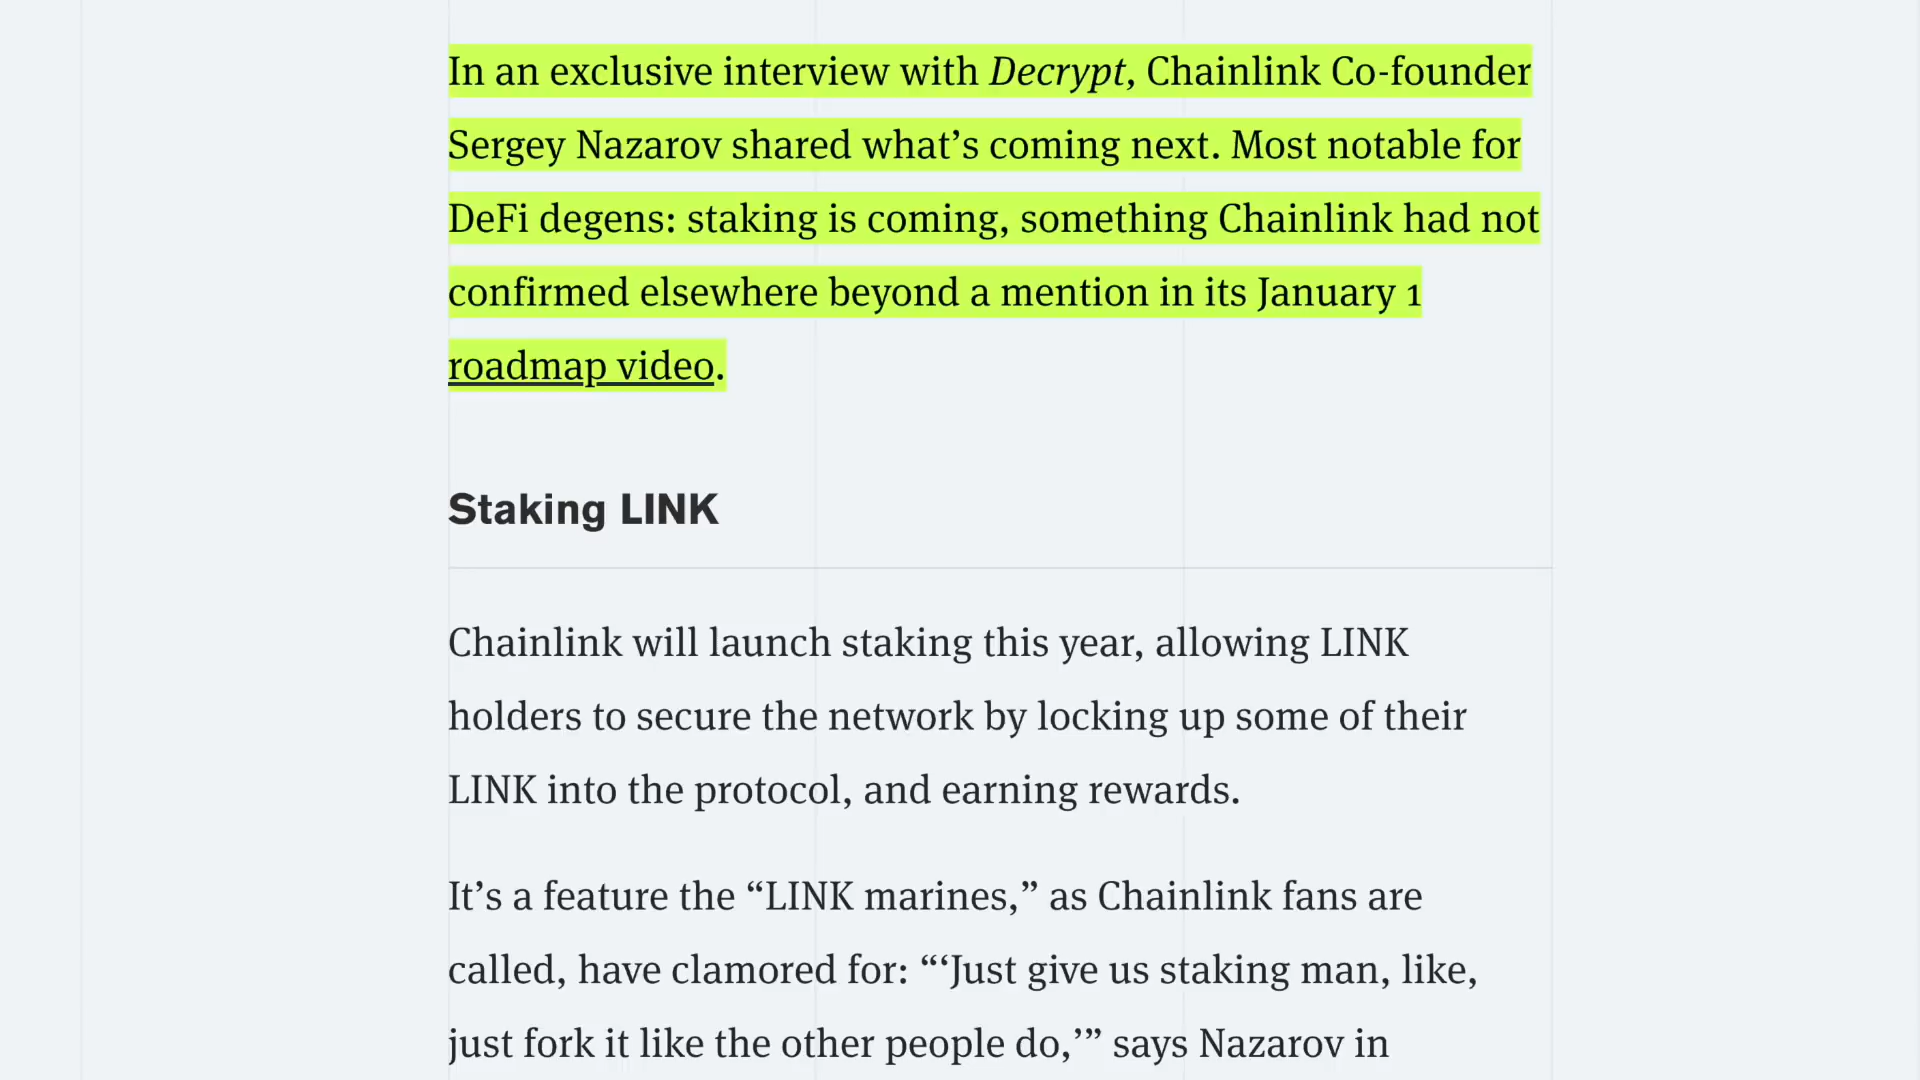 In an exclusive interview with Decrypt, Chainlink Co-founder
Sergey Nazarov shared what’s coming next. Most notable for
DeFi degens: staking is coming, something Chainlink had not
confirmed elsewhere beyond a mention in its January 1
roadmap video.
Staking LINK
Chainlink will launch staking this year, allowing LINK
holders to secure the network by locking up some of their
LINK into the protocol, and earning rewards.
It’s a feature the “LINK marines,” as Chainlink fans are
called, have clamored for: “‘Just give us staking man, like,
just fork it like the other people do,’” says Nazarov in